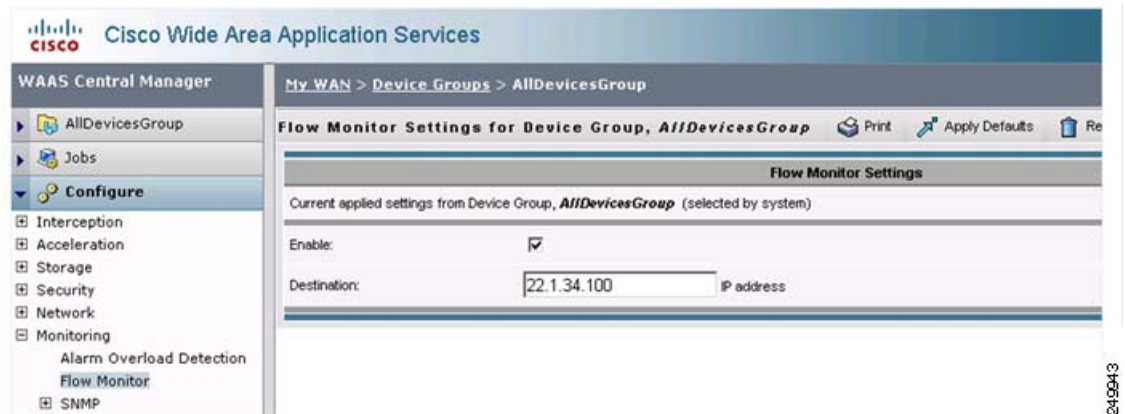 CISCO
Cisco Wide Area Application Services
WAAS Central Manager
My WAN > Device Groups > AllDevicesGroup
AllDevicesGroup
Jobs
Configure
Interception
Acceleration
Storage
Security
Network
Monitoring
Alarm Overload Detection
Flow Monitor
SNMP
Flow Monitor Settings for Device Group, AllDevicesGroup
Print
Apply Defaults
Re
Flow Monitor Settings
Current applied settings from Device Group, AllDevicesGroup (selected by system)
Enable:
Destination: 22.1.34.100 IP address
249943